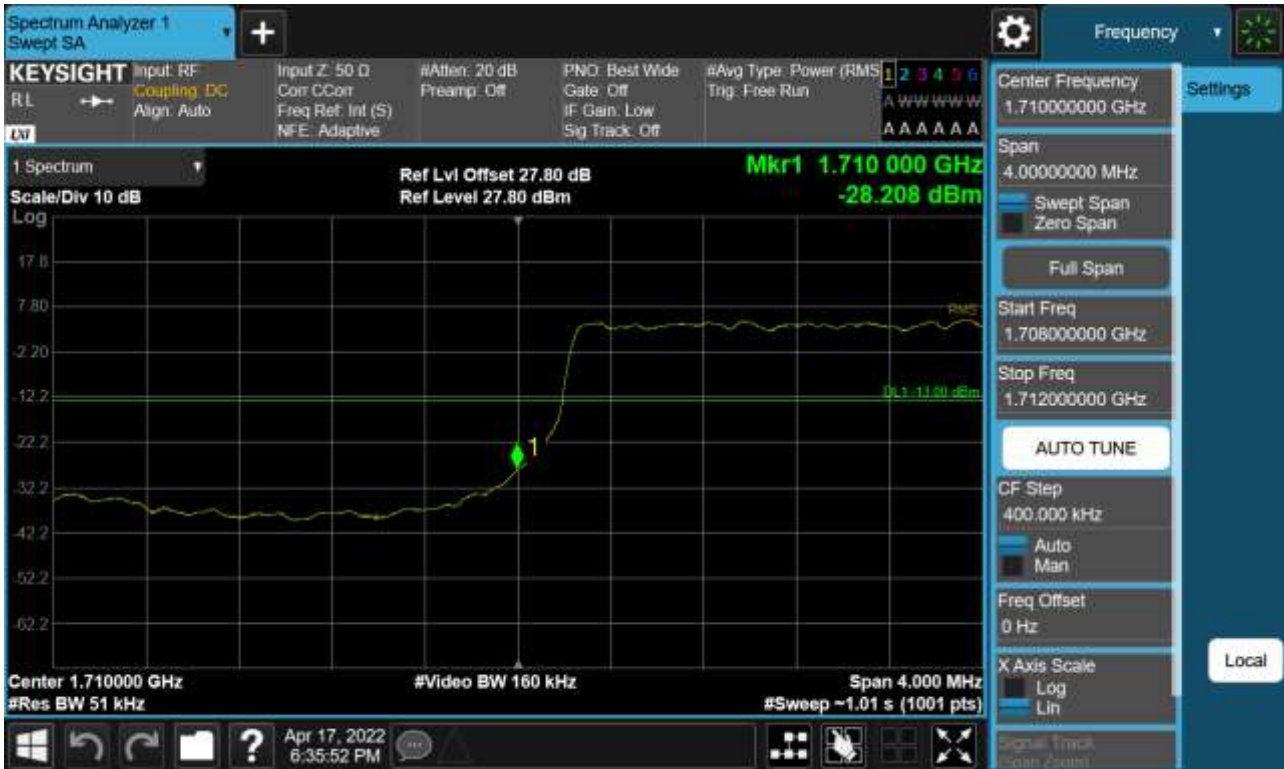 Spectrum Analyzer 1
Swept SA
Frequency
KEYSIGHT
RL
LXI
Input: RF
Coupling: DC
Align: Auto
Input Z: 50 Ω
Corr CCorr
Freq Ref: Int (S)
NFE: Adaptive
#Atten: 20 dB
Preamp: Off
PNO: Best Wide
Gate: Off
IF Gain: Low
Sig Track: Off
#Avg Type: Power (RMS
Trig: Free Run
1 2 3 4 5 6
A W W W W W
A A A A A A
1 Spectrum
Scale/Div 10 dB
Log
Ref Lvl Offset 27.80 dB
Ref Level 27.80 dBm
Mkr1 1.710 000 GHz
-28.208 dBm
17.8
7.80
-2.20
-12.2
-22.2
-32.2
-42.2
-52.2
-62.2
RMS
DL1 -13.00 dBm
1
Center 1.710000 GHz
#Res BW 51 kHz
#Video BW 160 kHz
Span 4.000 MHz
#Sweep ~1.01 s (1001 pts)
Center Frequency
1.710000000 GHz
Span
4.00000000 MHz
Swept Span
Zero Span
Full Span
Start Freq
1.708000000 GHz
Stop Freq
1.712000000 GHz
AUTO TUNE
CF Step
400.000 kHz
Auto
Man
Freq Offset
0 Hz
X Axis Scale
Log
Lin
Signal Track
(Span Zoom)
Settings
Local
?
Apr 17, 2022
6:35:52 PM